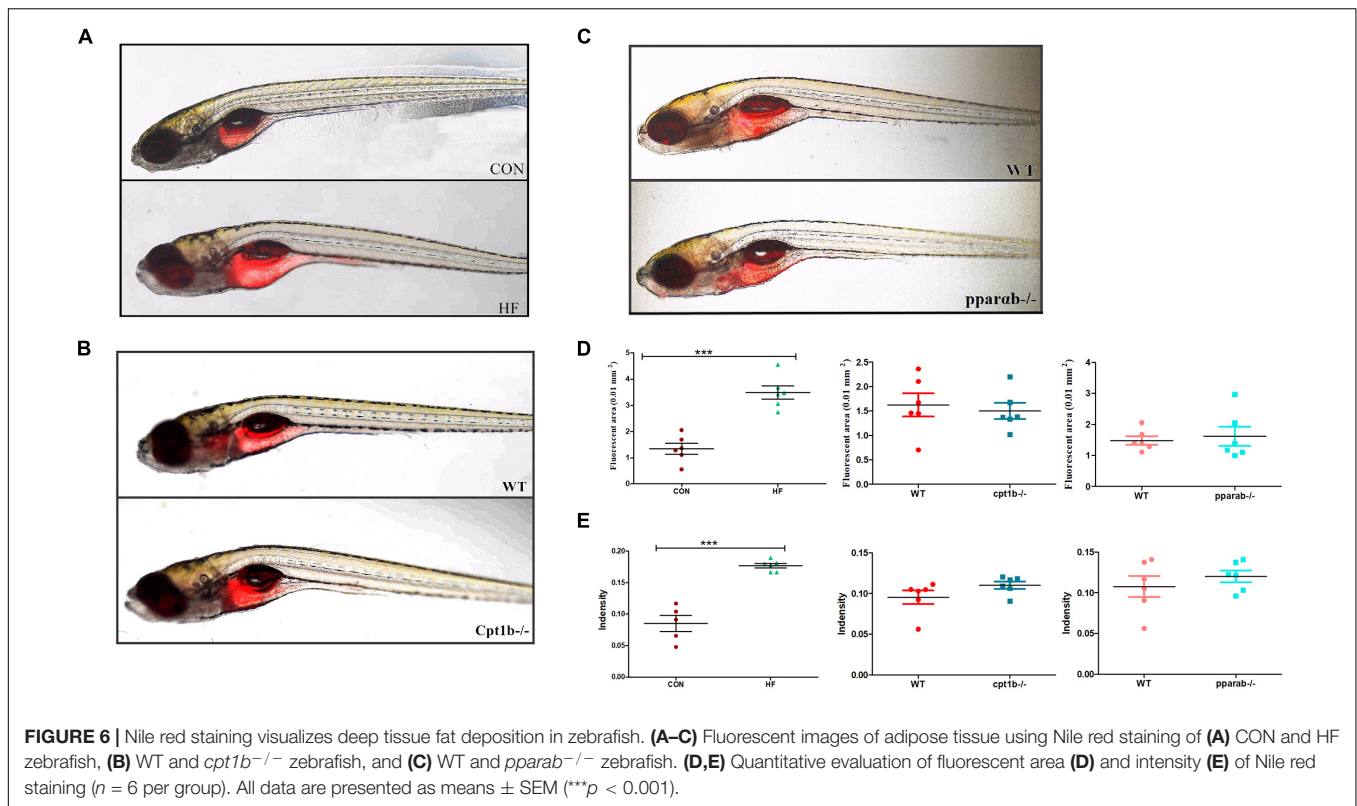 A
C
CON
WT
HF
pparαb-/-
B
D
WT
Cpt1b-/-
Fluorescent area (0.01 mm²)
5
4
3
2
1
0
***
CON
HF
Fluorescent area (0.01 mm²)
2.5
2.0
1.5
1.0
0.5
0.0
WT
cpt1b-/-
Fluorescent area (0.01 mm²)
4
3
2
1
0
WT
pparab-/-
E
Indensity
0.20
0.15
0.10
0.05
0.00
***
CON
HF
Indensity
0.15
0.10
0.05
0.00
WT
cpt1b-/-
Indensity
0.20
0.15
0.10
0.05
0.00
WT
pparab-/-
FIGURE 6 | Nile red staining visualizes deep tissue fat deposition in zebrafish. (A–C) Fluorescent images of adipose tissue using Nile red staining of (A) CON and HF
zebrafish, (B) WT and cpt1b−/− zebrafish, and (C) WT and pparab−/− zebrafish. (D,E) Quantitative evaluation of fluorescent area (D) and intensity (E) of Nile red
staining (n = 6 per group). All data are presented as means ± SEM (***p < 0.001).